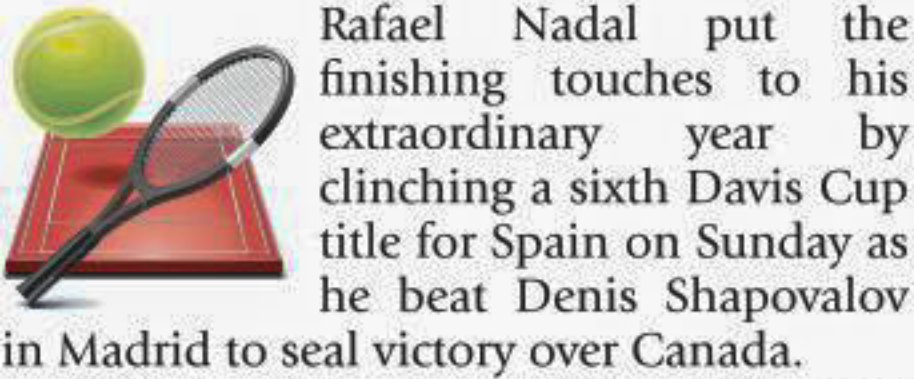 Rafael Nadal put the
finishing touches to his
extraordinary year by
clinching a sixth Davis Cup
title for Spain on Sunday as
he beat Denis Shapovalov
in Madrid to seal victory over Canada.